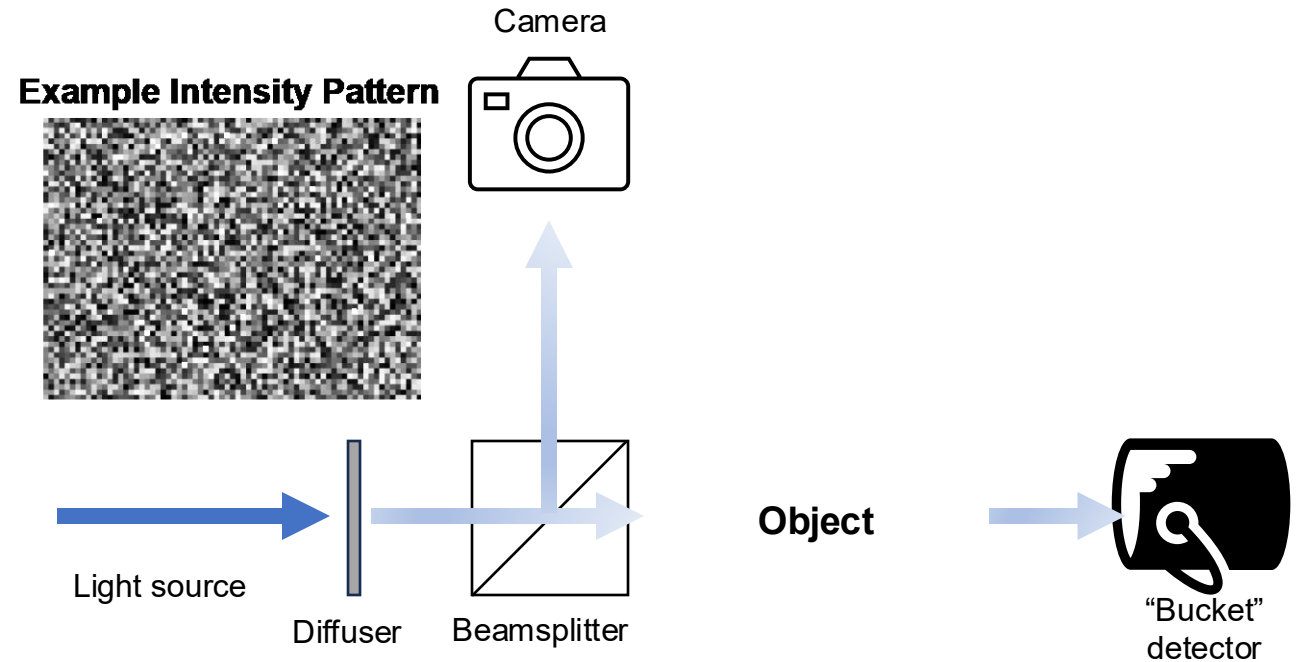 Camera
Example Intensity Pattern
Light source
Diffuser
Beamsplitter
Object
“Bucket”
detector